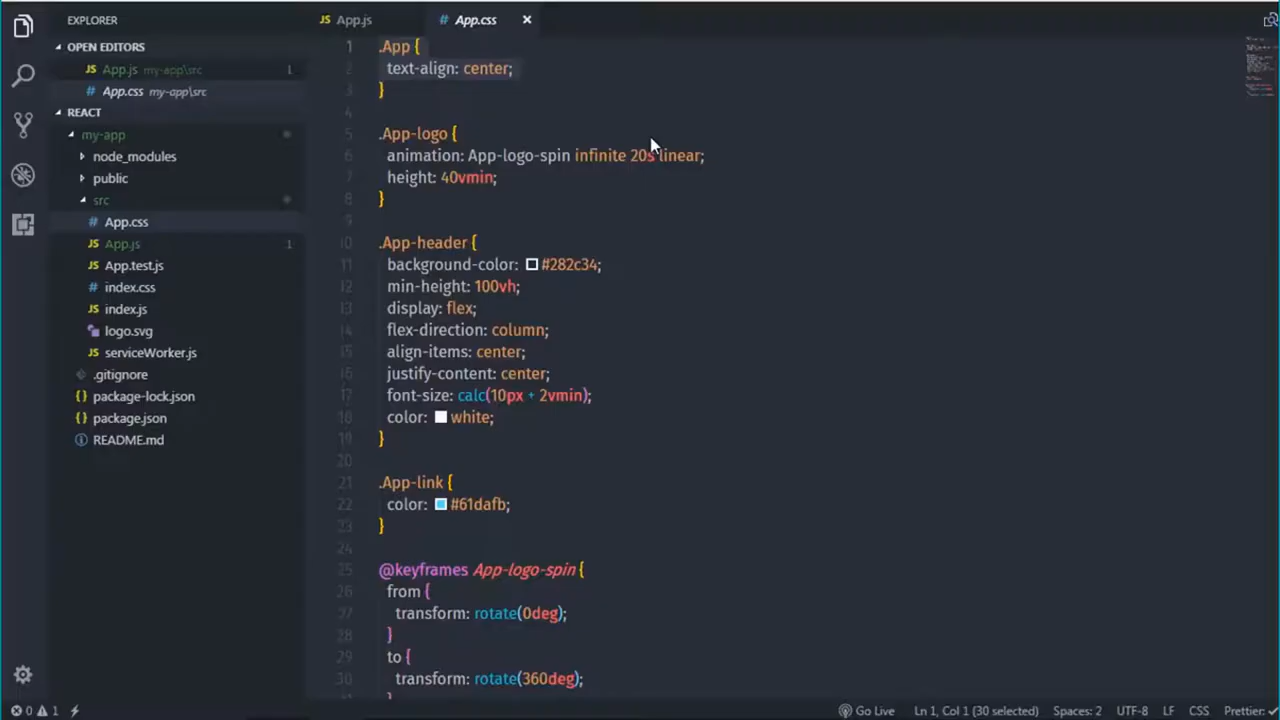 EXPLORER
OPEN EDITORS
JS App.js my-app\src 1
# App.css my-app\src
REACT
my-app
node_modules
public
src
# App.css
JS App.js 1
JS App.test.js
# index.css
JS index.js
logo.svg
JS serviceWorker.js
.gitignore
{} package-lock.json
{} package.json
README.md
JS App.js
# App.css ×
1 .App {
2 text-align: center;
3 }
4
5 .App-logo {
6 animation: App-logo-spin infinite 20s linear;
7 height: 40vmin;
8 }
9
10 .App-header {
11 background-color: #282c34;
12 min-height: 100vh;
13 display: flex;
14 flex-direction: column;
15 align-items: center;
16 justify-content: center;
17 font-size: calc(10px + 2vmin);
18 color: white;
19 }
20
21 .App-link {
22 color: #61dafb;
23 }
24
25 @keyframes App-logo-spin {
26 from {
27 transform: rotate(0deg);
28 }
29 to {
30 transform: rotate(360deg);
0 1
Go Live Ln 1, Col 1 (30 selected) Spaces: 2 UTF-8 LF CSS Prettier: ✓